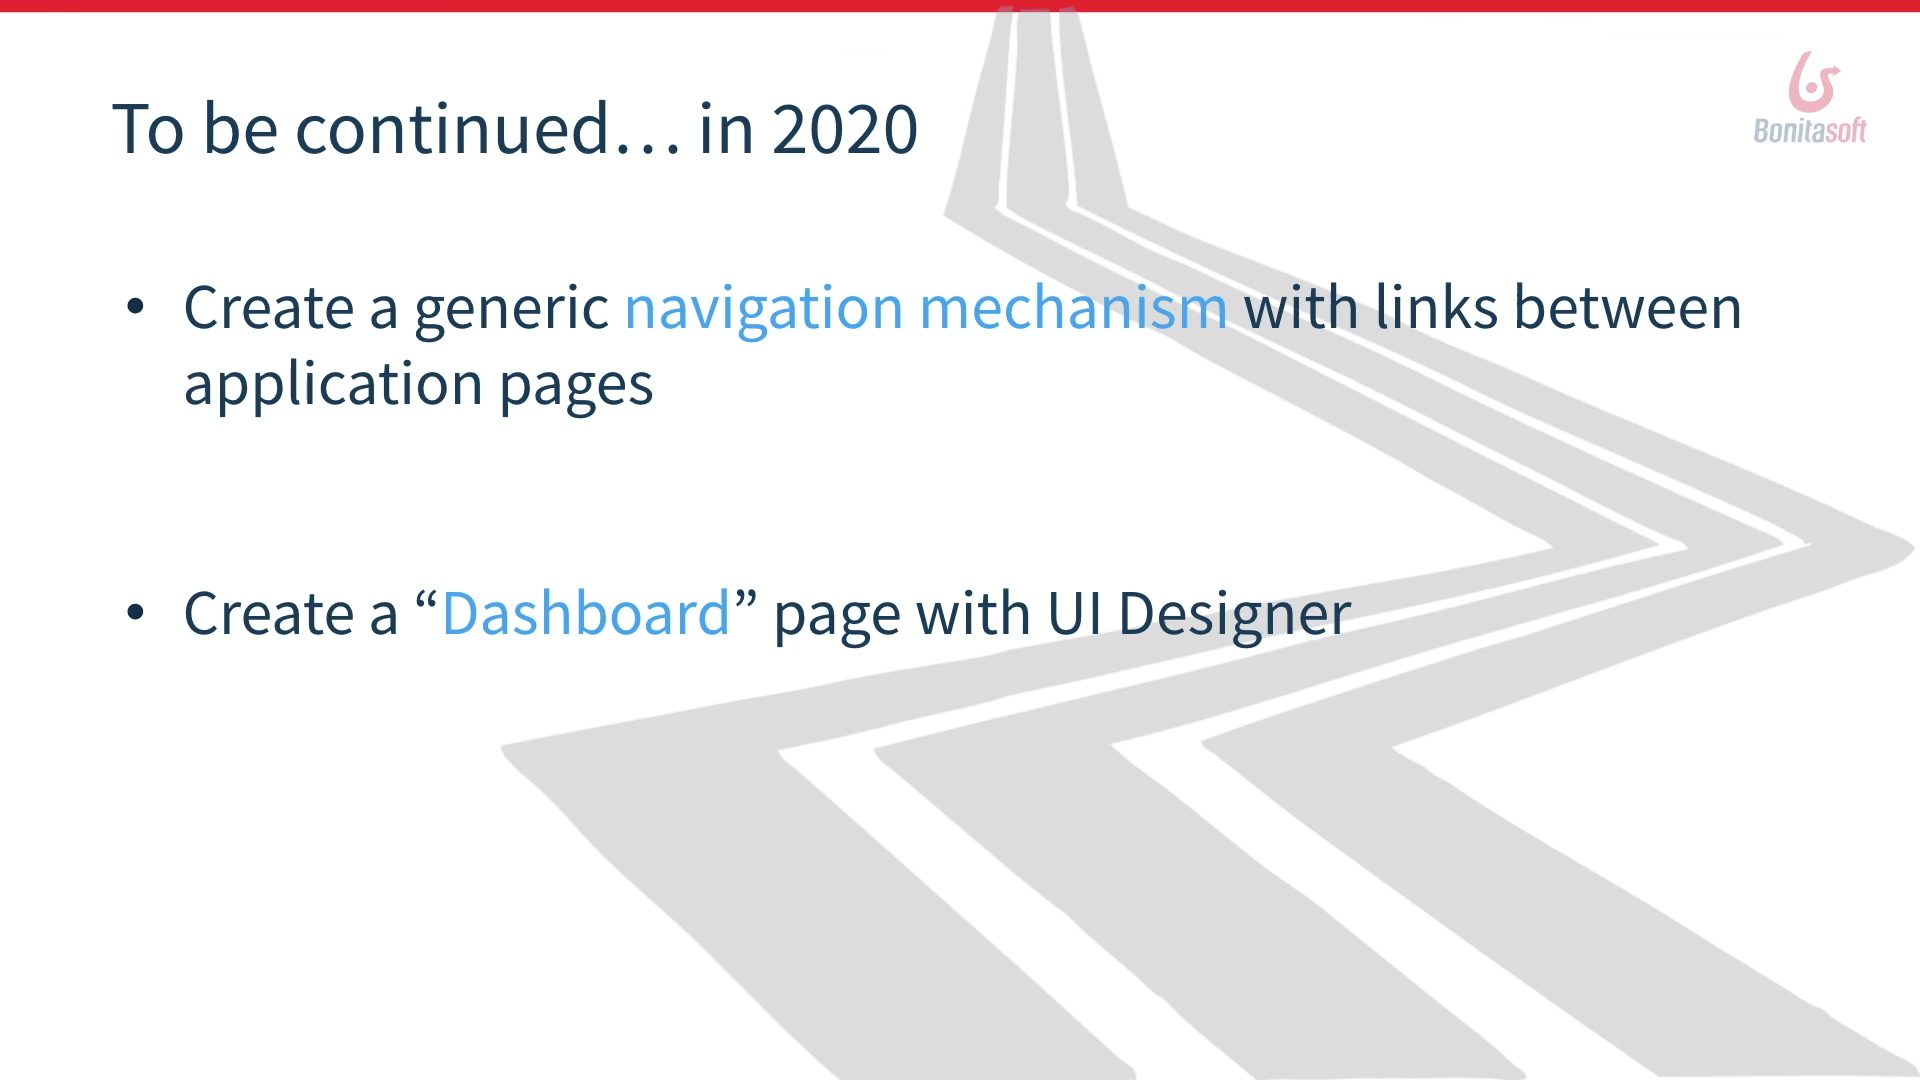 To be continued… in 2020
Bonitasoft
• Create a generic navigation mechanism with links between
application pages
• Create a “Dashboard” page with UI Designer